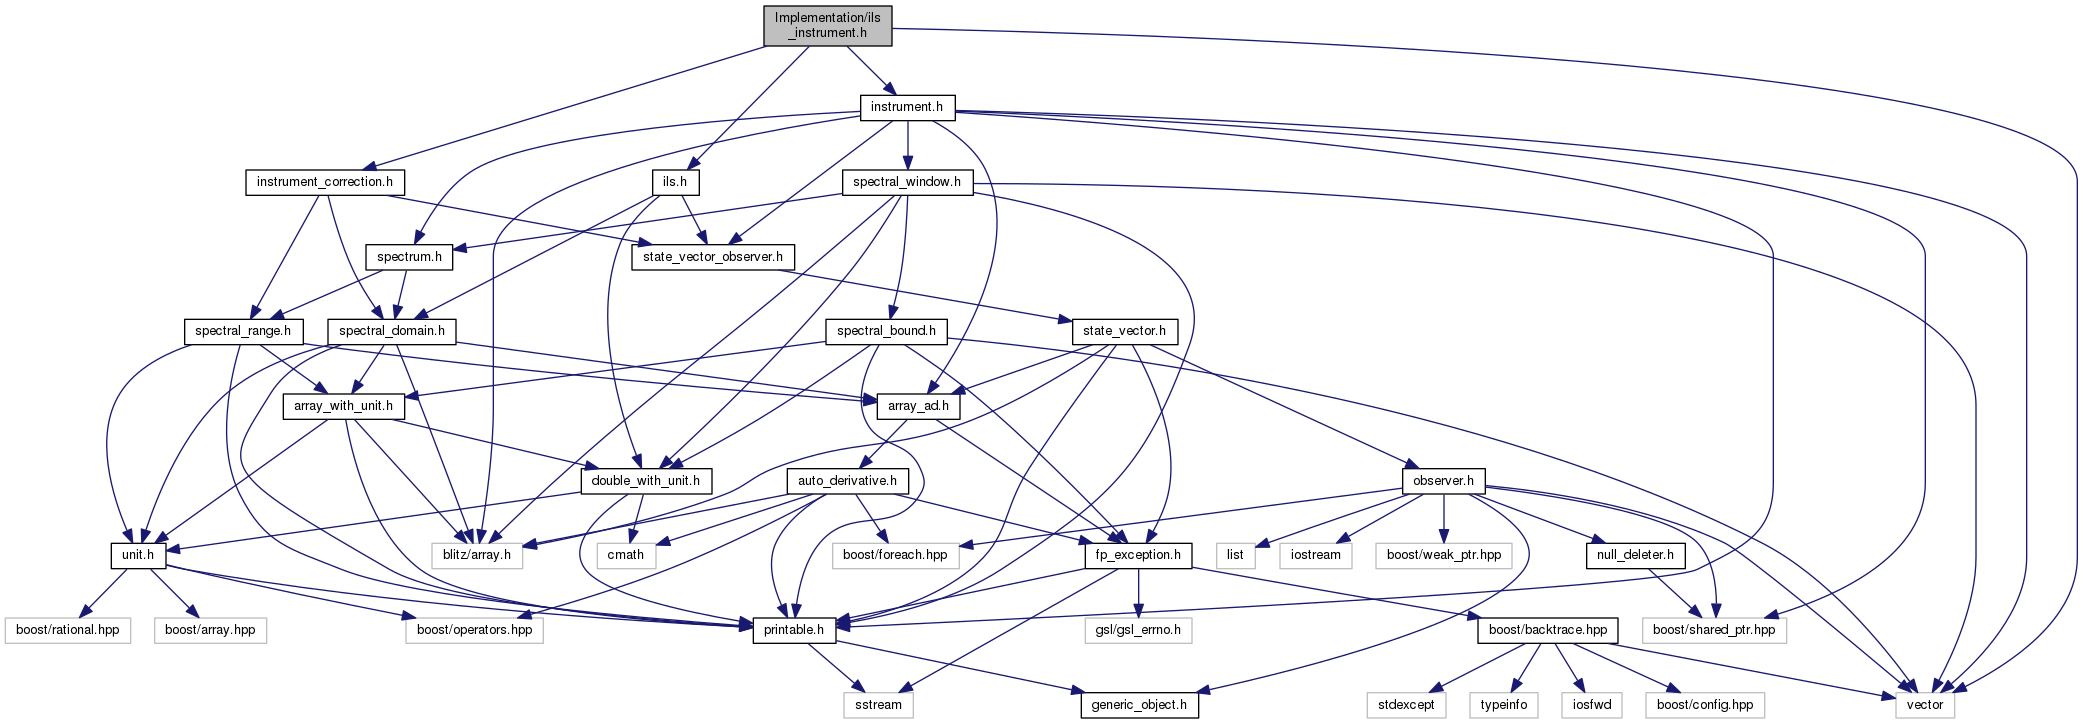 Implementation/ils
_instrument.h
instrument.h
instrument_correction.h
ils.h
spectral_window.h
spectrum.h
state_vector_observer.h
spectral_range.h
spectral_domain.h
spectral_bound.h
state_vector.h
array_with_unit.h
array_ad.h
double_with_unit.h
auto_derivative.h
observer.h
unit.h
blitz/array.h
cmath
boost/foreach.hpp
fp_exception.h
list
iostream
boost/weak_ptr.hpp
null_deleter.h
boost/rational.hpp
boost/array.hpp
boost/operators.hpp
printable.h
gsl/gsl_errno.h
boost/backtrace.hpp
boost/shared_ptr.hpp
sstream
generic_object.h
stdexcept
typeinfo
iosfwd
boost/config.hpp
vector